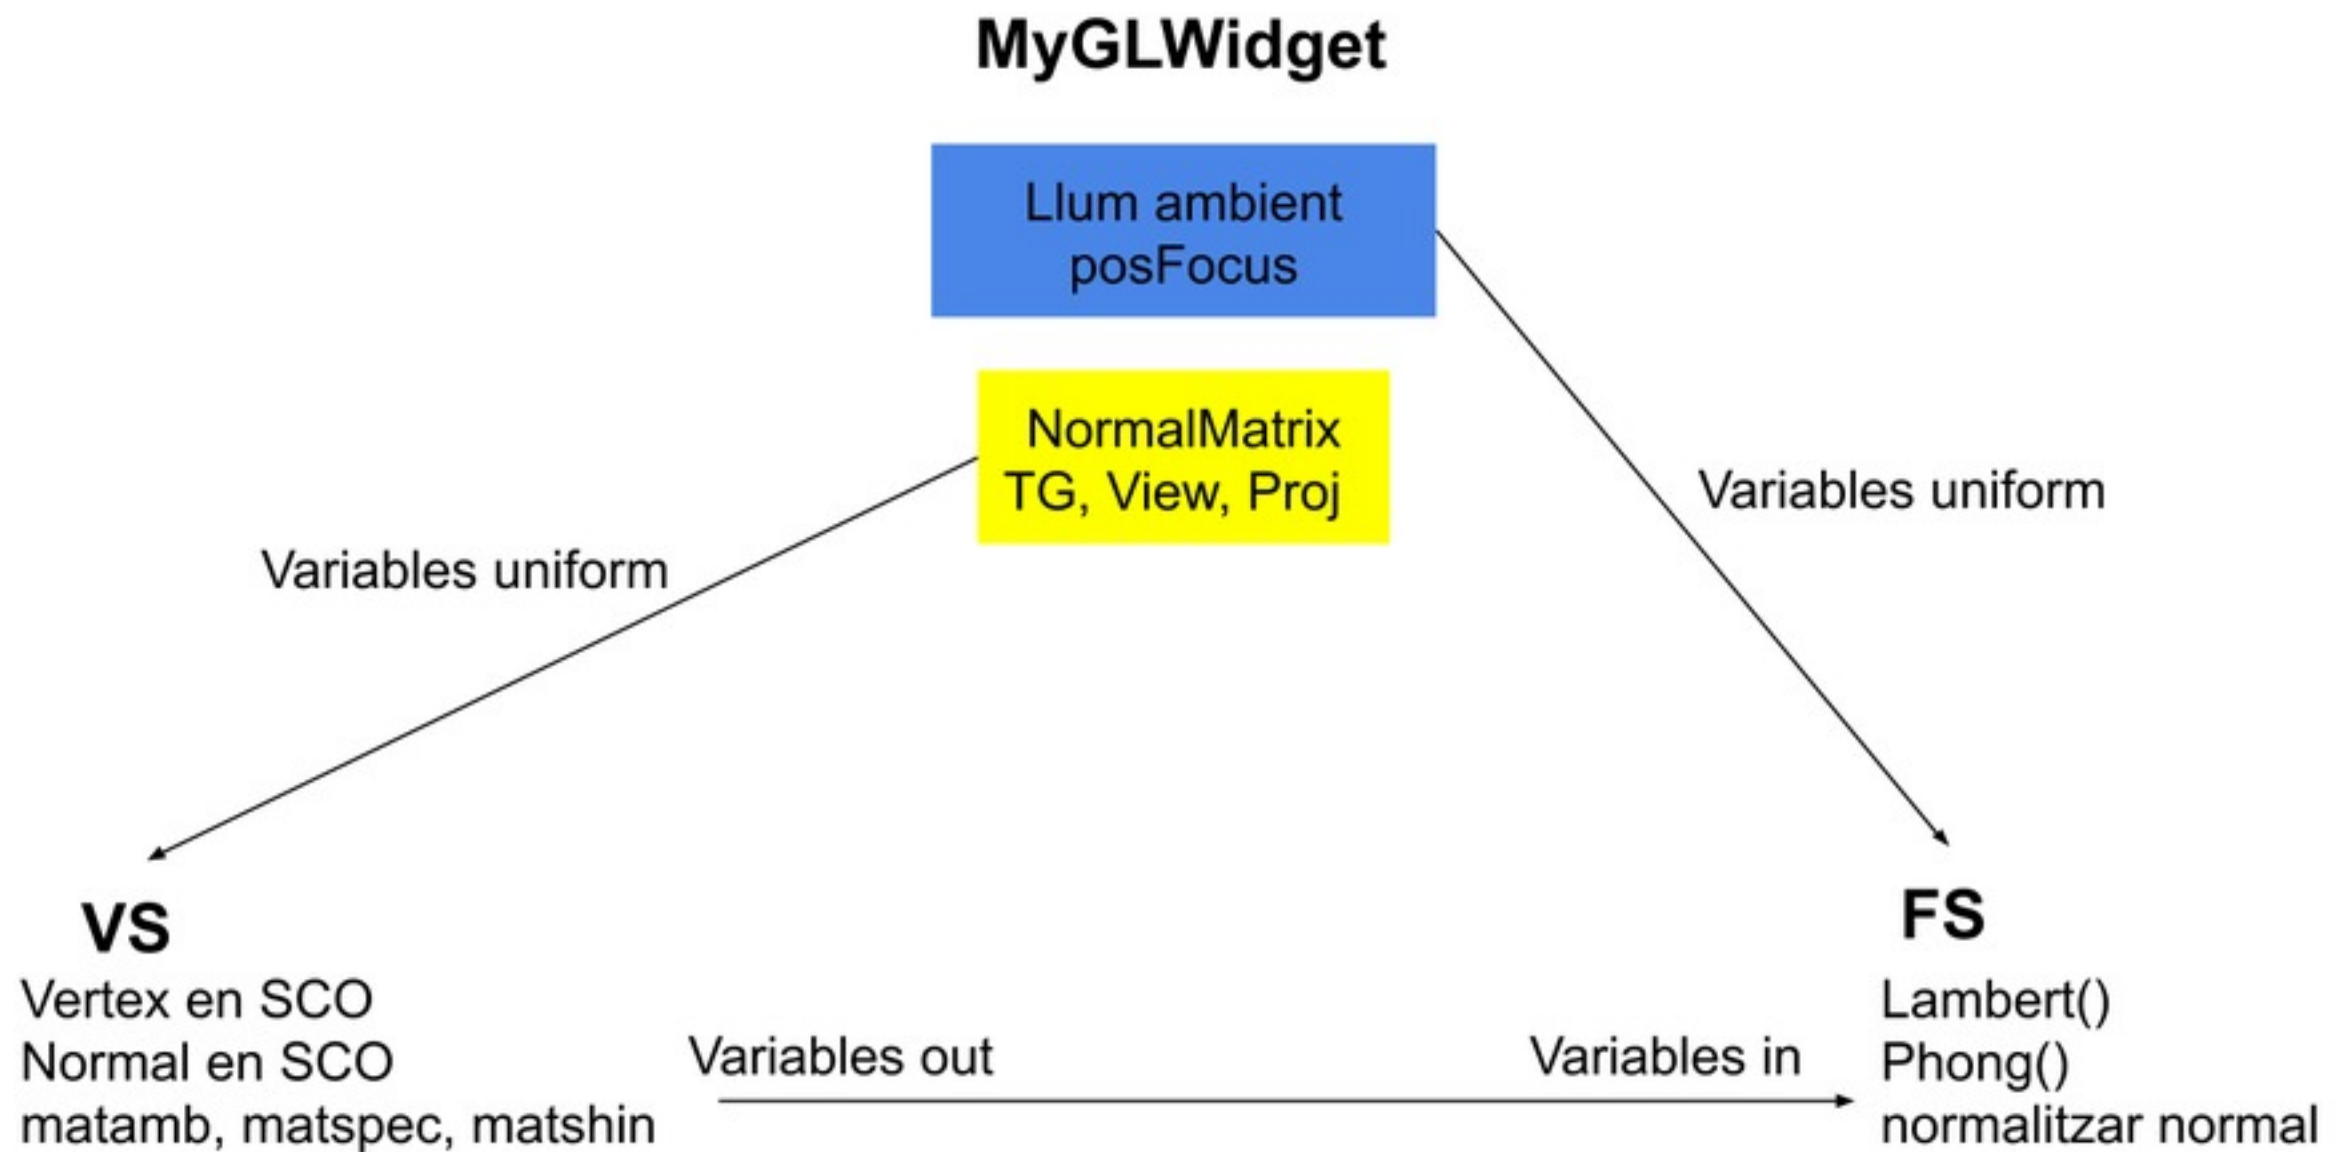 MyGLWidget
Llum ambient
posFocus
NormalMatrix
TG, View, Proj
Variables uniform
Variables uniform
VS
Vertex en SCO
Normal en SCO
matamb, matspec, matshin
Variables out
Variables in
FS
Lambert()
Phong()
normalitzar normal